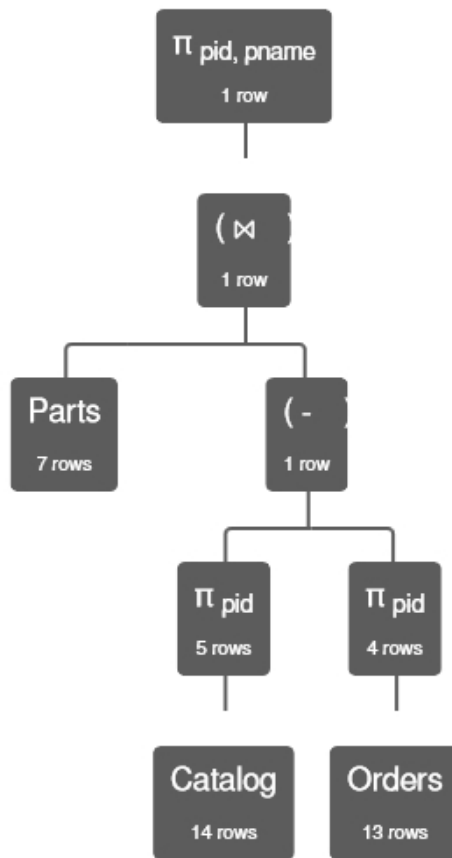 π pid, pname
1 row
( ⋈ )
1 row
Parts
7 rows
( - )
1 row
π pid
5 rows
π pid
4 rows
Catalog
14 rows
Orders
13 rows